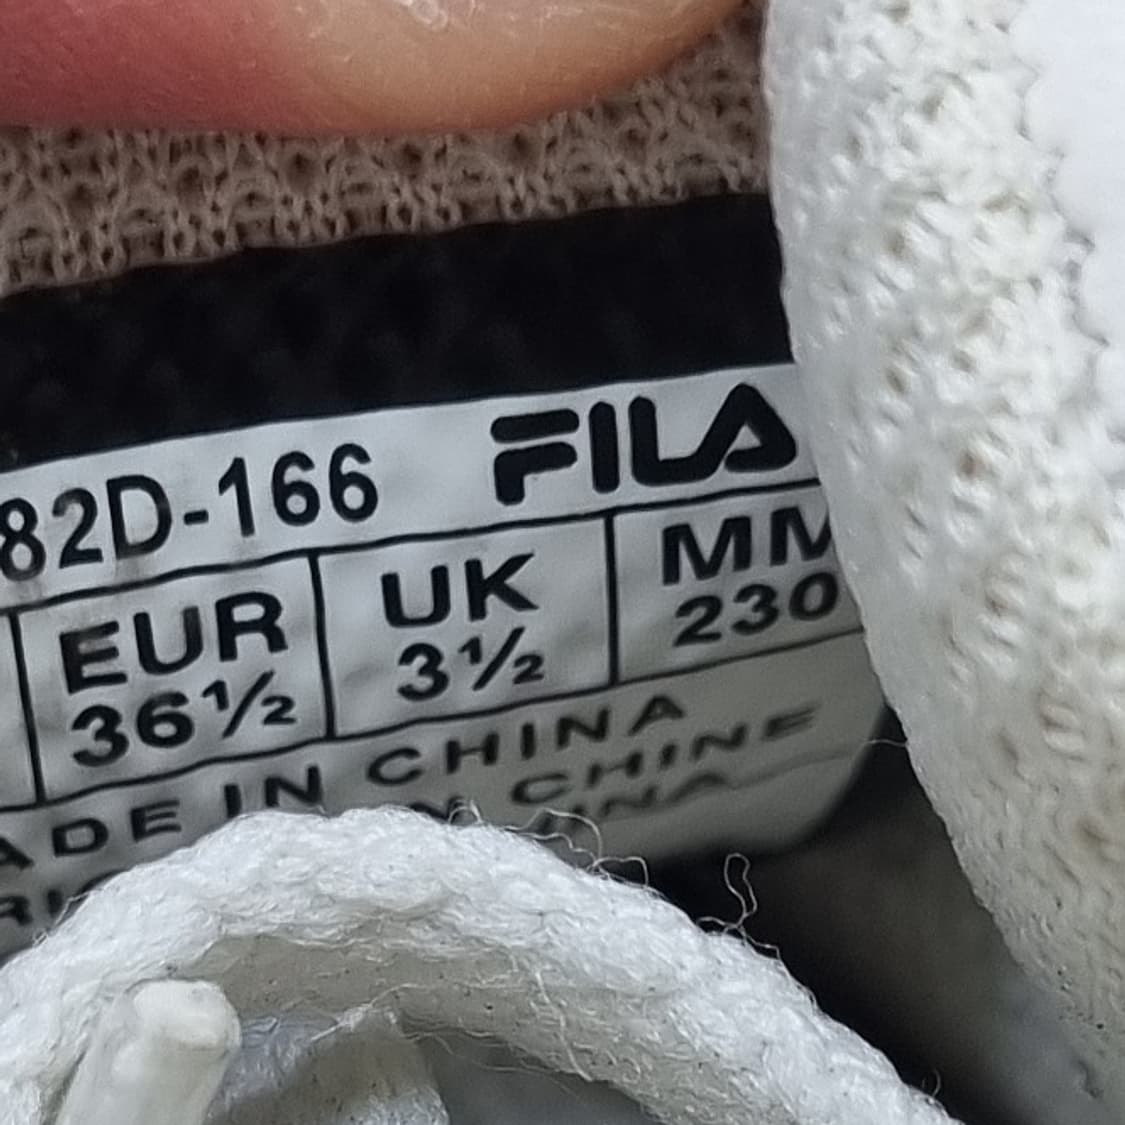 82D-166 FILA
EUR UK MM
36½ 3½ 230
ADE IN CHINA
CHINE